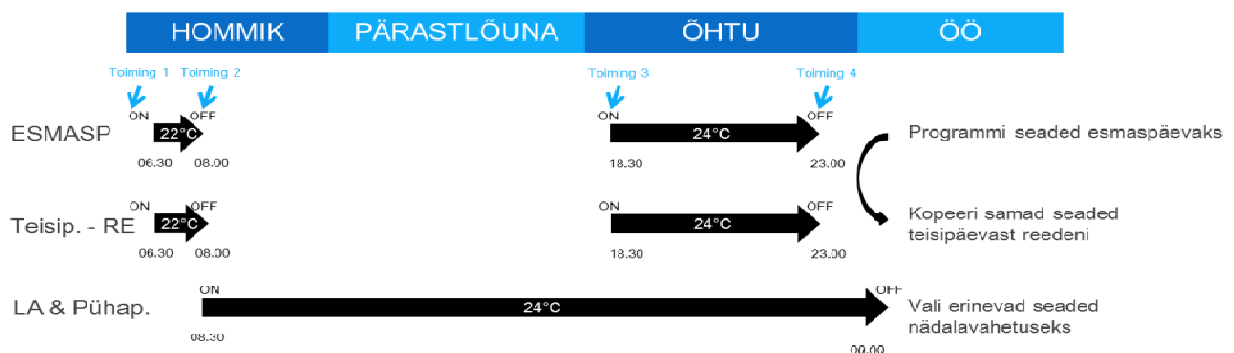 HOMMIK PÄRASTLÕUNA ÕHTU ÖÖ
Toiming 1 Toiming 2 Toiming 3 Toiming 4
ON OFF ON OFF
ESMASP 22°C 24°C Programmi seaded esmaspäevaks
06.30 08.00 18.30 23.00
ON OFF ON OFF
Teisip. - RE 22°C 24°C Kopeeri samad seaded
teisipäevast reedeni
06.30 08.00 18.30 23.00
ON OFF
LA & Pühap. 24°C Vali erinevad seaded
nädalavahetuseks
08.30 00.00